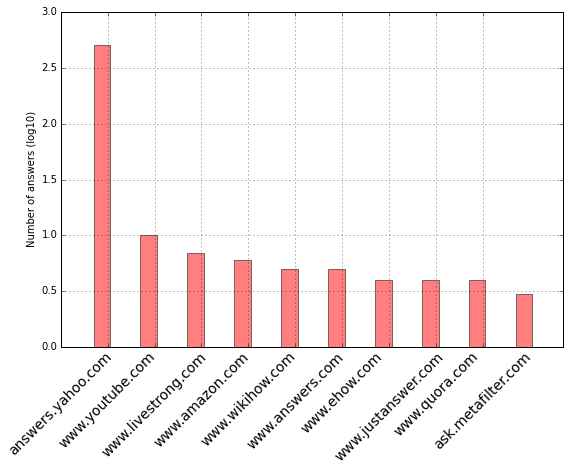 3.0
2.5
2.0
1.5
1.0
0.5
0.0
Number of answers (log10)
answers.yahoo.com
www.youtube.com
www.livestrong.com
www.amazon.com
www.wikihow.com
www.answers.com
www.ehow.com
www.justanswer.com
www.quora.com
ask.metafilter.com